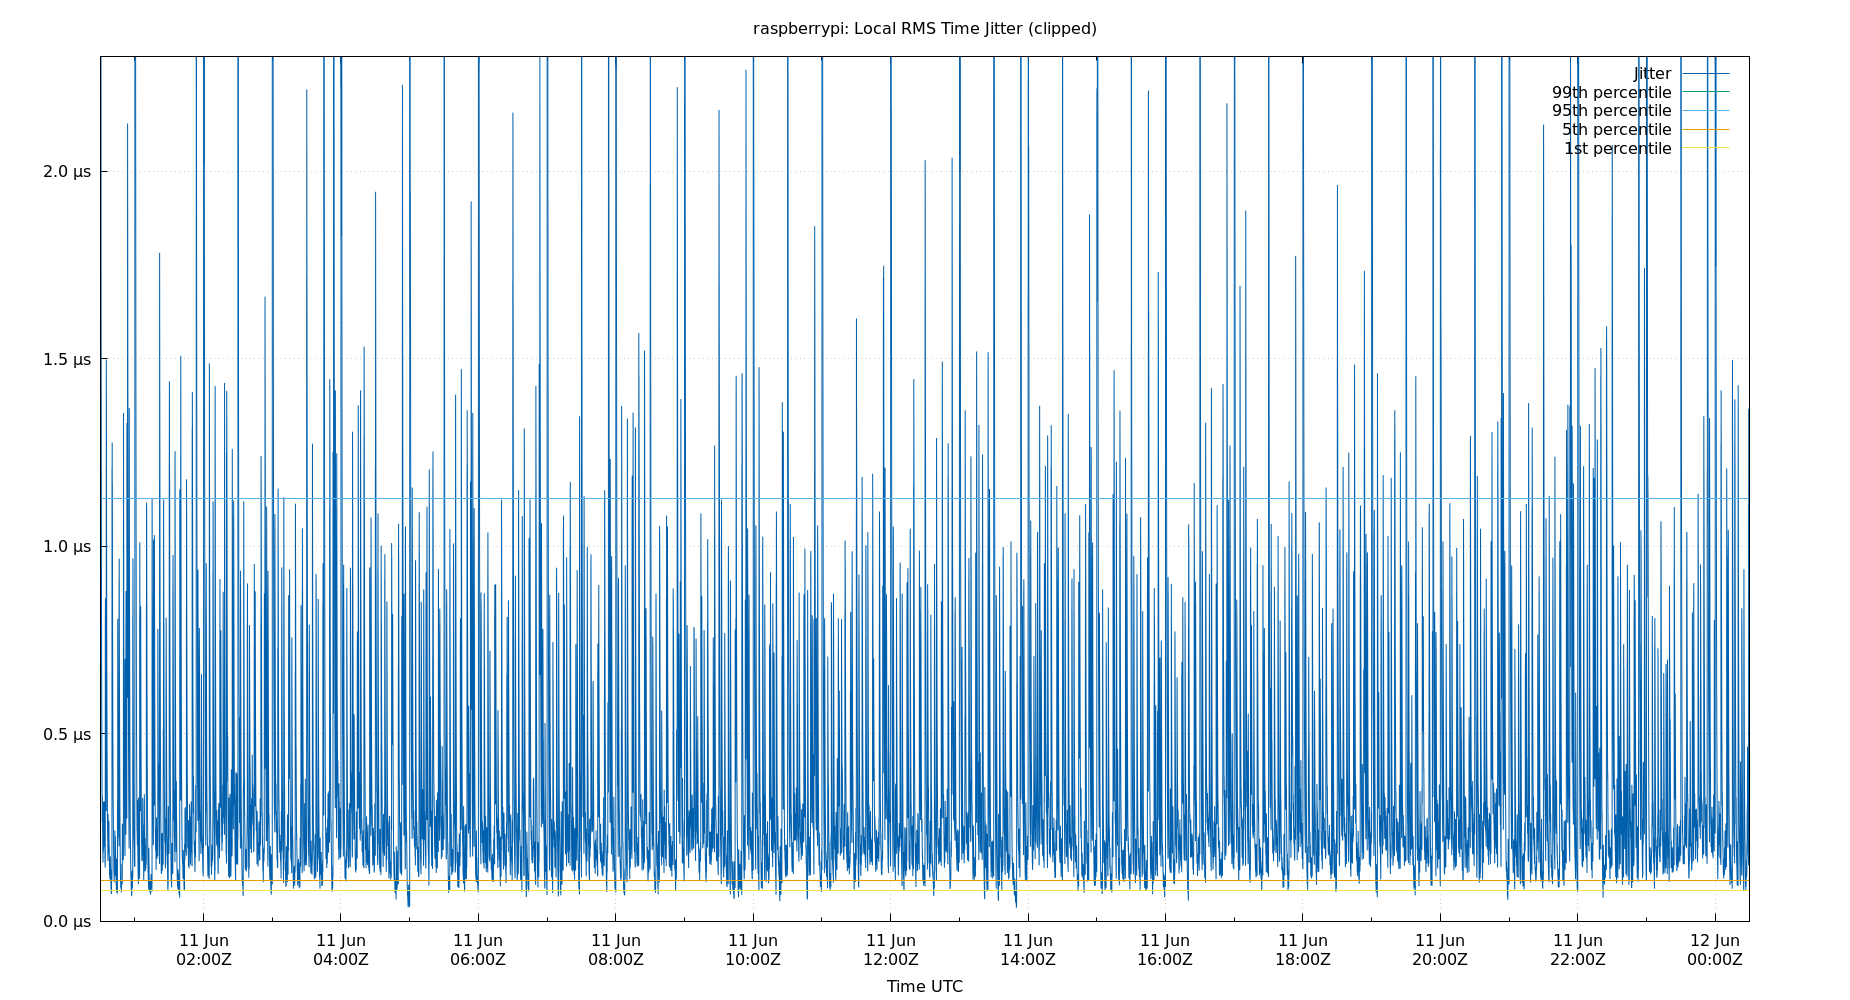 raspberrypi: Local RMS Time Jitter (clipped)
Jitter
99th percentile
95th percentile
5th percentile
1st percentile
2.0 µs
1.5 µs
1.0 µs
0.5 µs
0.0 µs
11 Jun 11 Jun 11 Jun 11 Jun 11 Jun 11 Jun 11 Jun 11 Jun 11 Jun 11 Jun 11 Jun 12 Jun
02:00Z 04:00Z 06:00Z 08:00Z 10:00Z 12:00Z 14:00Z 16:00Z 18:00Z 20:00Z 22:00Z 00:00Z
Time UTC